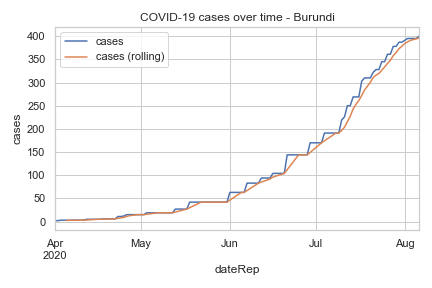 COVID-19 cases over time - Burundi
cases
cases (rolling)
400
350
300
250
200
150
100
50
0
cases
Apr
2020
May
Jun
Jul
Aug
dateRep